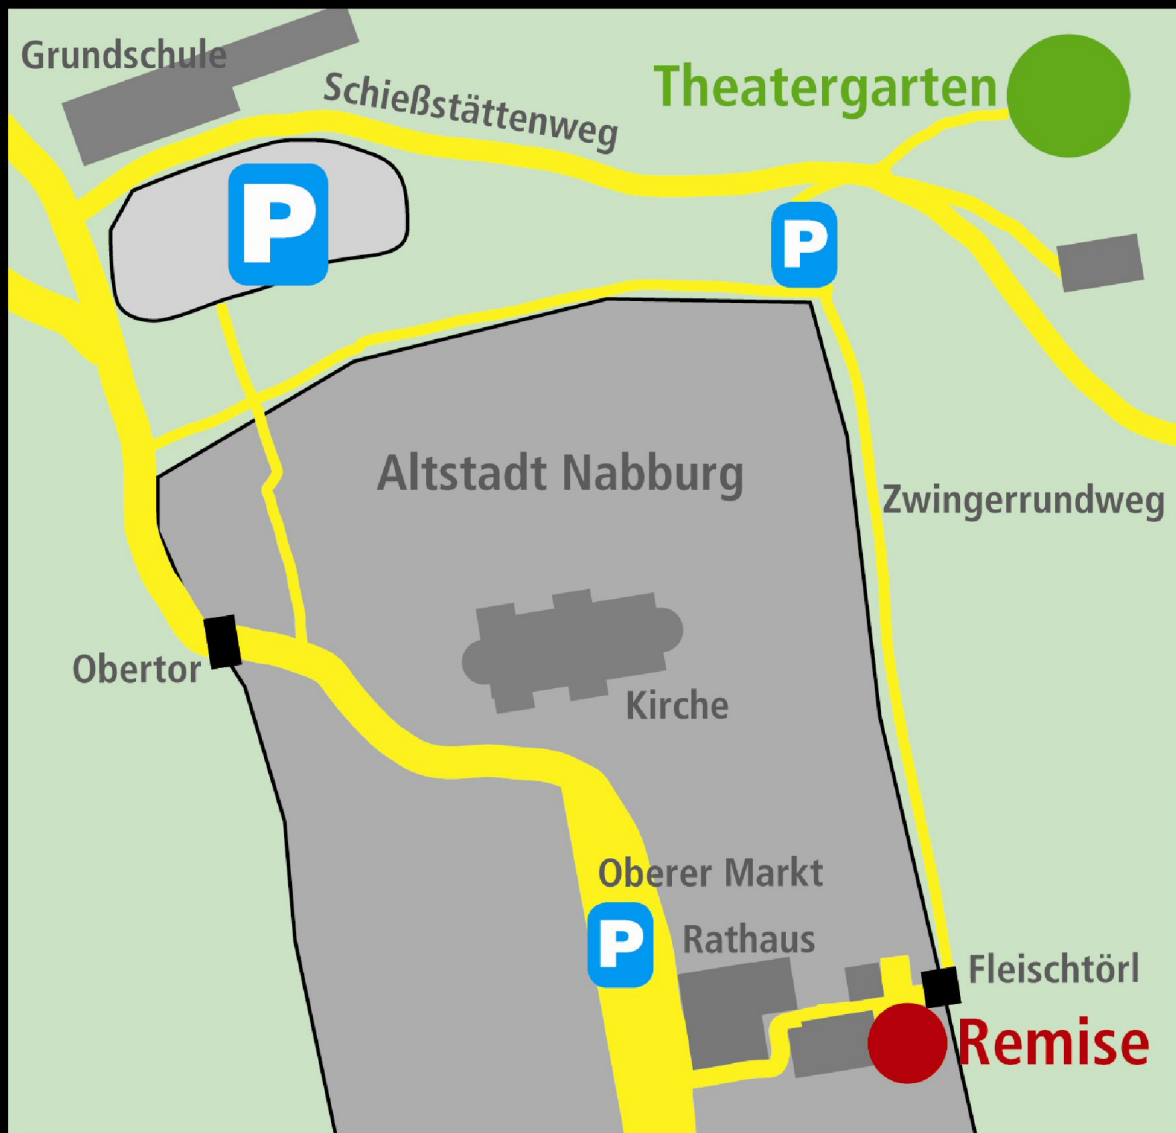 Grundschule
Schießstättenweg
Theatergarten
P
P
Altstadt Nabburg
Zwingerrundweg
Obertor
Kirche
Oberer Markt
P
Rathaus
Fleischtörl
Remise